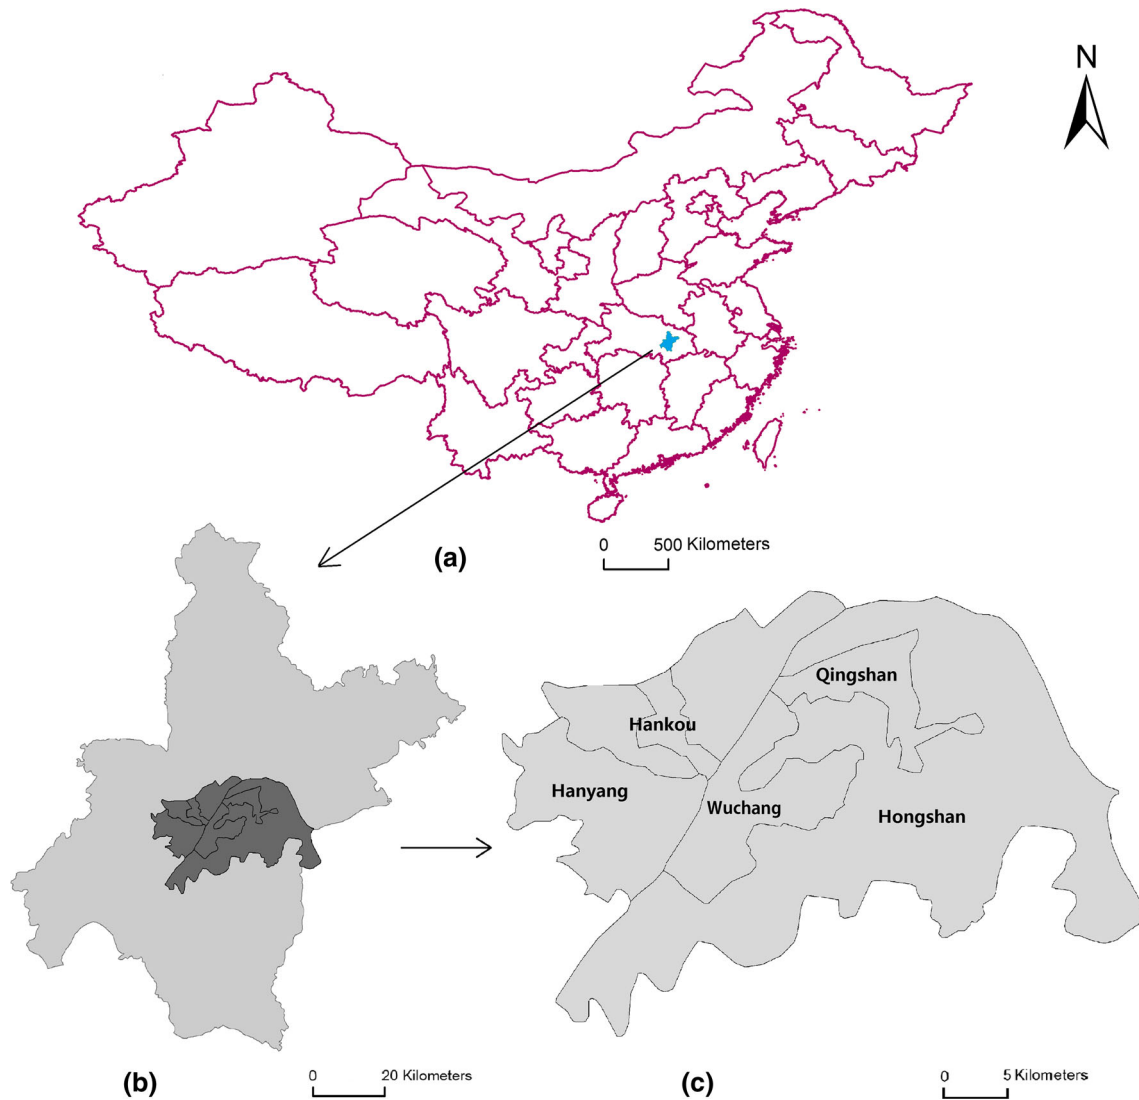 N
(a)
0 500 Kilometers
Qingshan
Hankou
Hanyang
Wuchang
Hongshan
(b)
0 20 Kilometers
(c)
0 5 Kilometers